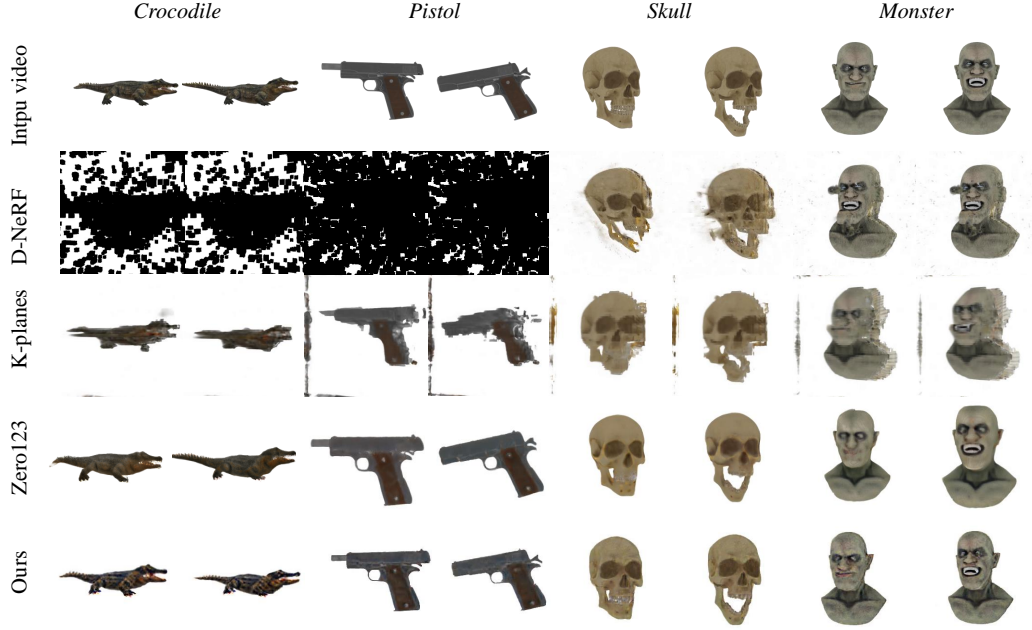 Crocodile Pistol Skull Monster
Intpu video
D-NeRF
K-planes
Zero123
Ours